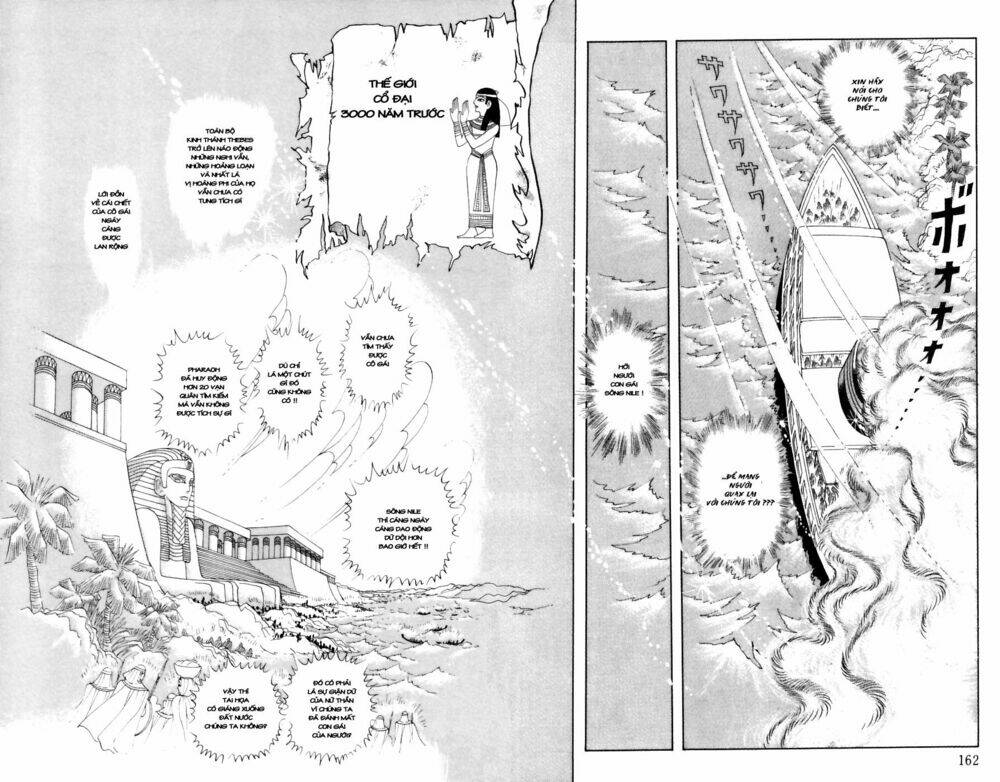 XIN HÃY
NÓI CHO
CHÚNG TÔI
BIẾT...
サワサワサワサワ
ボオオオオ
...ĐỂ MANG
NGƯỜI
QUAY LẠI
VỚI CHÚNG TÔI ???
HỠI
NGƯỜI
CON GÁI
SÔNG NILE !
162
THẾ GIỚI
CỔ ĐẠI
3000 NĂM TRƯỚC
TOÀN BỘ
KINH THÀNH THEBES
TRỞ LÊN NÁO ĐỘNG
NHỮNG NGHI VẤN,
NHỮNG HOẢNG LOẠN
VÀ NHẤT LÀ
VỊ HOÀNG PHI CỦA HỌ
VẪN CHƯA CÓ
TUNG TÍCH GÌ
LỜI ĐỒN
VỀ CÁI CHẾT
CỦA CÔ GÁI
NGÀY
CÀNG
ĐƯỢC
LAN RỘNG
VẪN CHƯA
TÌM THẤY
ĐƯỢC
CÔ GÁI
DÙ CHỈ
LÀ MỘT CHÚT
GÌ ĐÓ
CŨNG KHÔNG
CÓ !!
PHARAOH
ĐÃ HUY ĐỘNG
HƠN 20 VẠN
QUÂN TÌM KIẾM
MÀ VẪN KHÔNG
ĐƯỢC TÍCH SỰ GÌ
SÔNG NILE
THÌ CÀNG NGÀY
CÀNG DAO ĐỘNG
DỮ DỘI HƠN
BAO GIỜ HẾT !!
ĐÓ CÓ PHẢI
LÀ SỰ GIẬN DỮ
CỦA NỮ THẦN
VÌ CHÚNG TA
ĐÃ ĐÁNH MẤT
CON GÁI
CỦA NGƯỜI?
VẬY THÌ
TAI HỌA
CÓ GIÁNG XUỐNG
ĐẤT NƯỚC
CHÚNG TA KHÔNG?